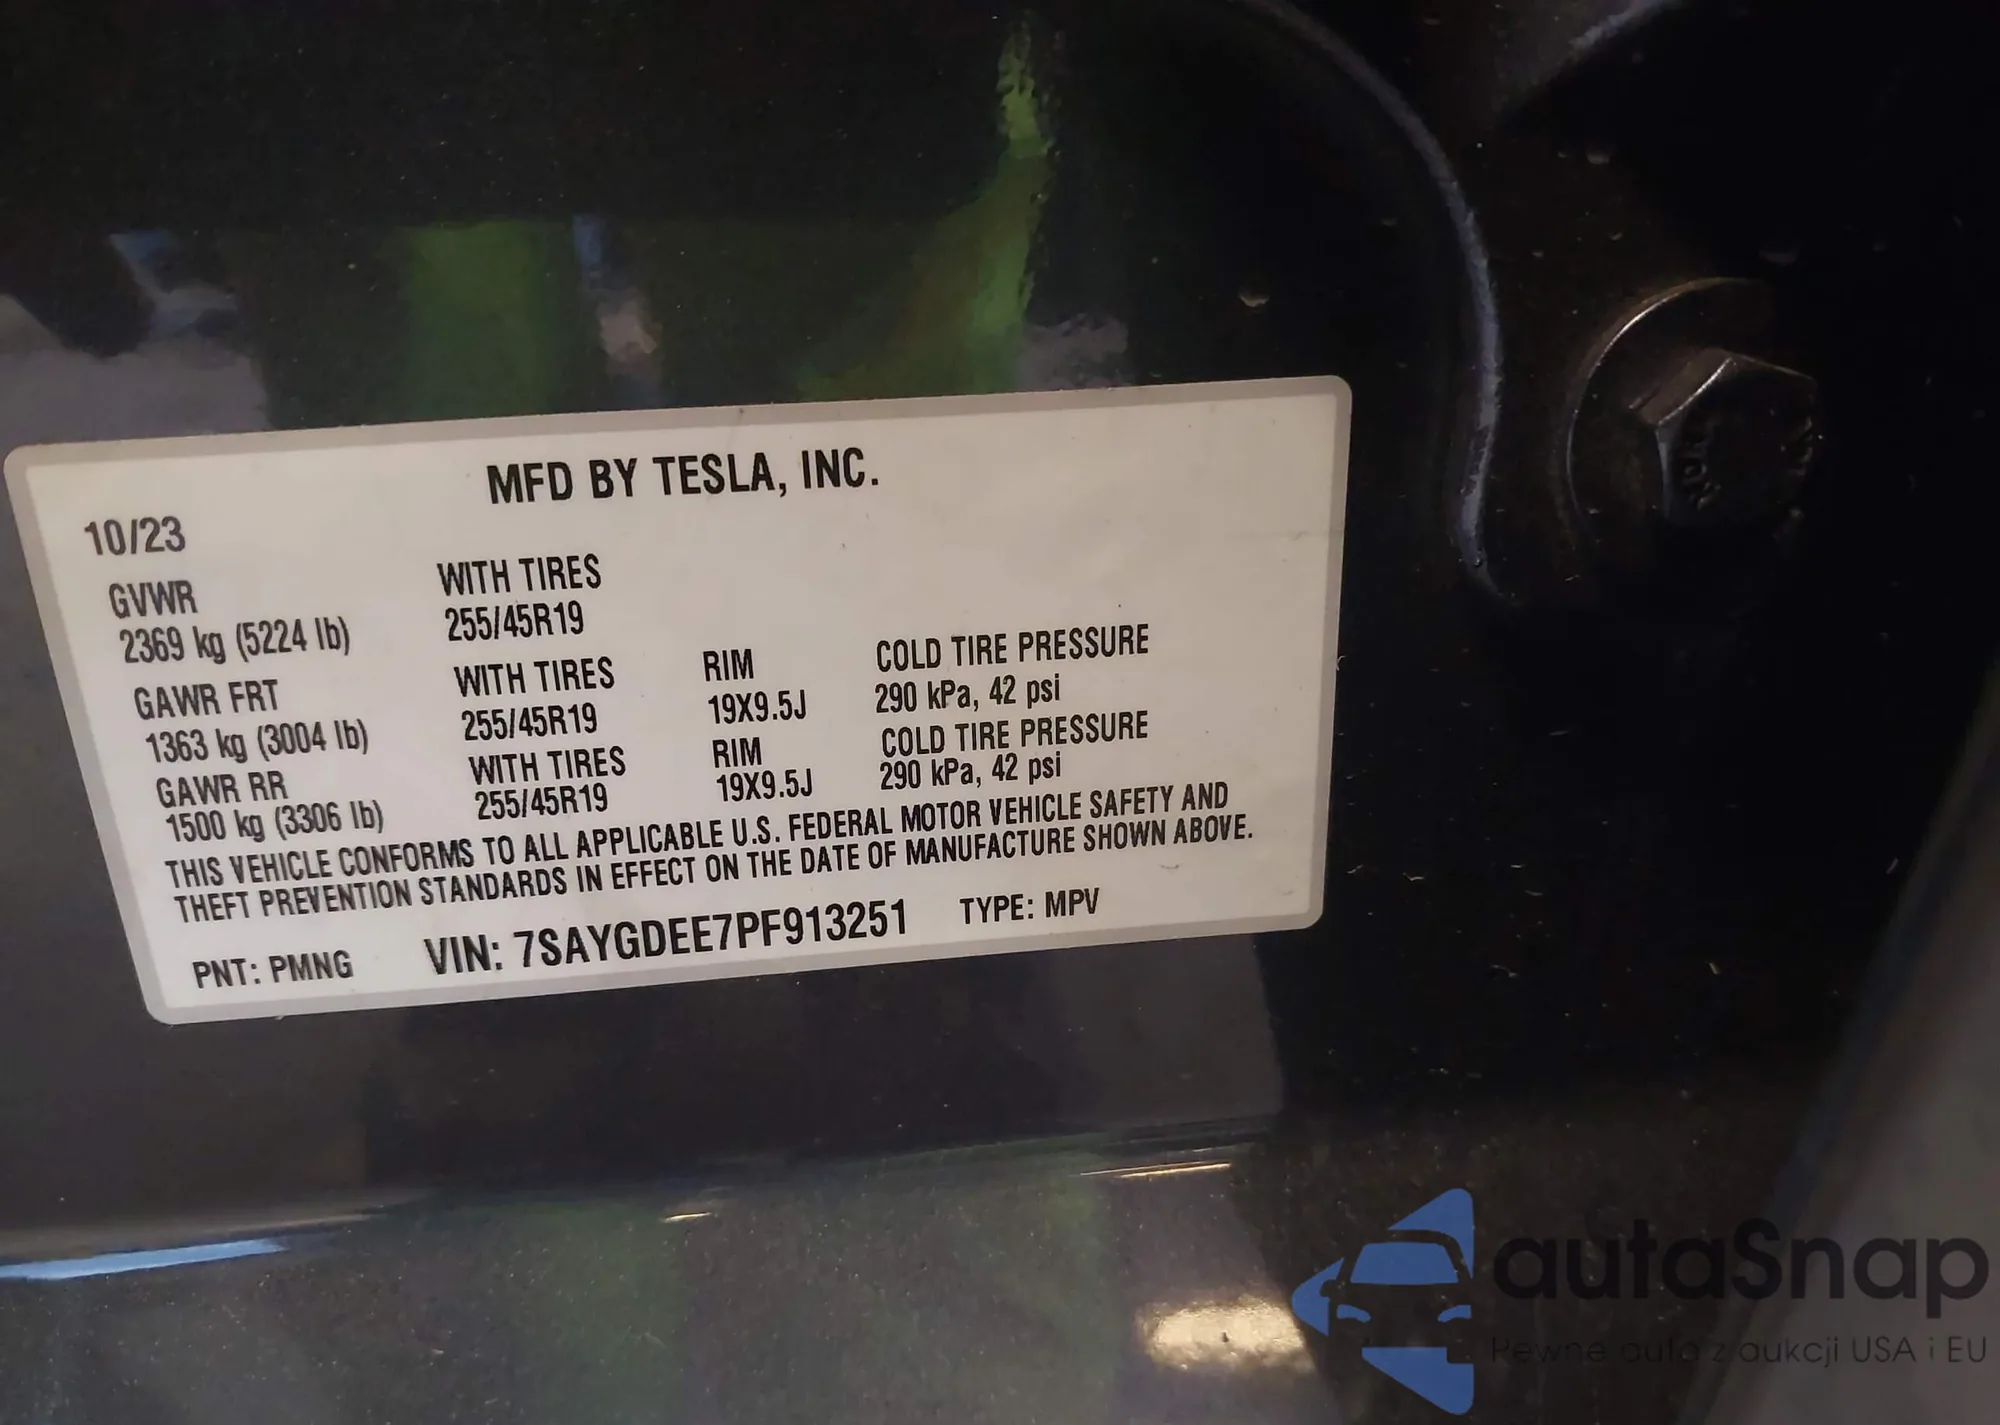 MFD BY TESLA, INC.
10/23
GVWR WITH TIRES
2369 kg (5224 lb) 255/45R19
GAWR FRT WITH TIRES RIM COLD TIRE PRESSURE
1363 kg (3004 lb) 255/45R19 19X9.5J 290 kPa, 42 psi
GAWR RR WITH TIRES RIM COLD TIRE PRESSURE
1500 kg (3306 lb) 255/45R19 19X9.5J 290 kPa, 42 psi
THIS VEHICLE CONFORMS TO ALL APPLICABLE U.S. FEDERAL MOTOR VEHICLE SAFETY AND
THEFT PREVENTION STANDARDS IN EFFECT ON THE DATE OF MANUFACTURE SHOWN ABOVE.
PNT: PMNG VIN: 7SAYGDEE7PF913251 TYPE: MPV
autaSnap
Pewne auta z aukcji USA i EU